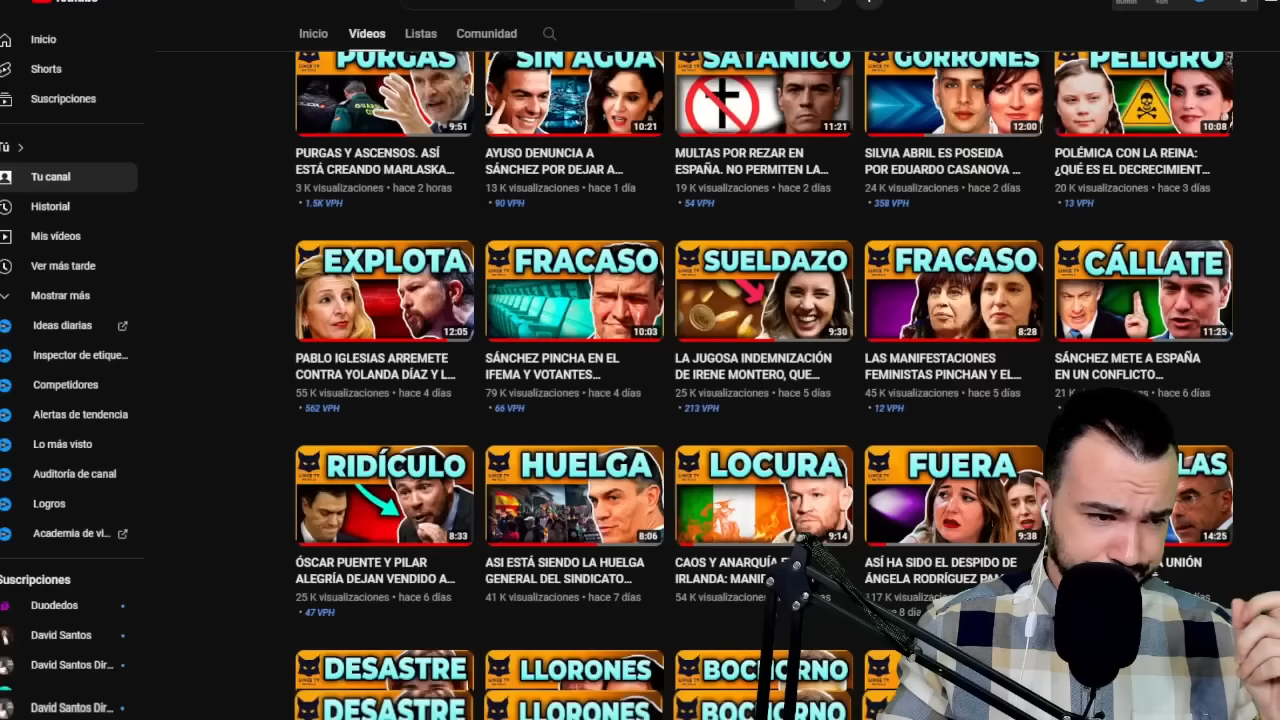 Inicio
Vídeos
Listas
Comunidad
Inicio
Shorts
Suscripciones
Tú
Tu canal
Historial
Mis vídeos
Ver más tarde
Mostrar más
Ideas diarias
Inspector de etique...
Competidores
Alertas de tendencia
Lo más visto
Auditoría de canal
Logros
Academia de vi...
Suscripciones
Duodedos
David Santos
David Santos Dir...
David Santos Dir...
PURGAS
9:51
SIN AGUA
10:21
SATÁNICO
11:21
GORRONES
12:00
PELIGRO
10:08
PURGAS Y ASCENSOS. ASÍ
ESTÁ CREANDO MARLASKA...
3 K visualizaciones • hace 2 horas
• 1.5K VPH
AYUSO DENUNCIA A
SÁNCHEZ POR DEJAR A...
13 K visualizaciones • hace 1 día
• 90 VPH
MULTAS POR REZAR EN
ESPAÑA. NO PERMITEN LA...
19 K visualizaciones • hace 2 días
• 54 VPH
SILVIA ABRIL ES POSEIDA
POR EDUARDO CASANOVA ...
24 K visualizaciones • hace 2 días
• 358 VPH
POLÉMICA CON LA REINA:
¿QUÉ ES EL DECRECIMIENT...
20 K visualizaciones • hace 3 días
• 13 VPH
EXPLOTA
12:05
FRACASO
10:03
SUELDAZO
9:30
FRACASO
8:28
CÁLLATE
11:25
PABLO IGLESIAS ARREMETE
CONTRA YOLANDA DÍAZ Y L...
55 K visualizaciones • hace 4 días
• 562 VPH
SÁNCHEZ PINCHA EN EL
IFEMA Y VOTANTES...
79 K visualizaciones • hace 4 días
• 66 VPH
LA JUGOSA INDEMNIZACIÓN
DE IRENE MONTERO, QUE...
25 K visualizaciones • hace 5 días
• 213 VPH
LAS MANIFESTACIONES
FEMINISTAS PINCHAN Y EL...
45 K visualizaciones • hace 5 días
• 12 VPH
SÁNCHEZ METE A ESPAÑA
EN UN CONFLICTO...
hace 6 días
RIDÍCULO
8:33
HUELGA
8:06
LOCURA
9:14
FUERA
9:38
LAS
14:25
ÓSCAR PUENTE Y PILAR
ALEGRÍA DEJAN VENDIDO A...
25 K visualizaciones • hace 6 días
• 47 VPH
ASI ESTÁ SIENDO LA HUELGA
GENERAL DEL SINDICATO...
41 K visualizaciones • hace 7 días
CAOS Y ANARQUÍA
IRLANDA:
54 K
ASÍ HA SIDO EL DESPIDO DE
ÁNGELA RODRÍGUEZ
117 K visualizaciones •
8 días
UNIÓN
DESASTRE
LLORONES
BOCHORNO
DESASTRE
LLORONES
BOCHORNO